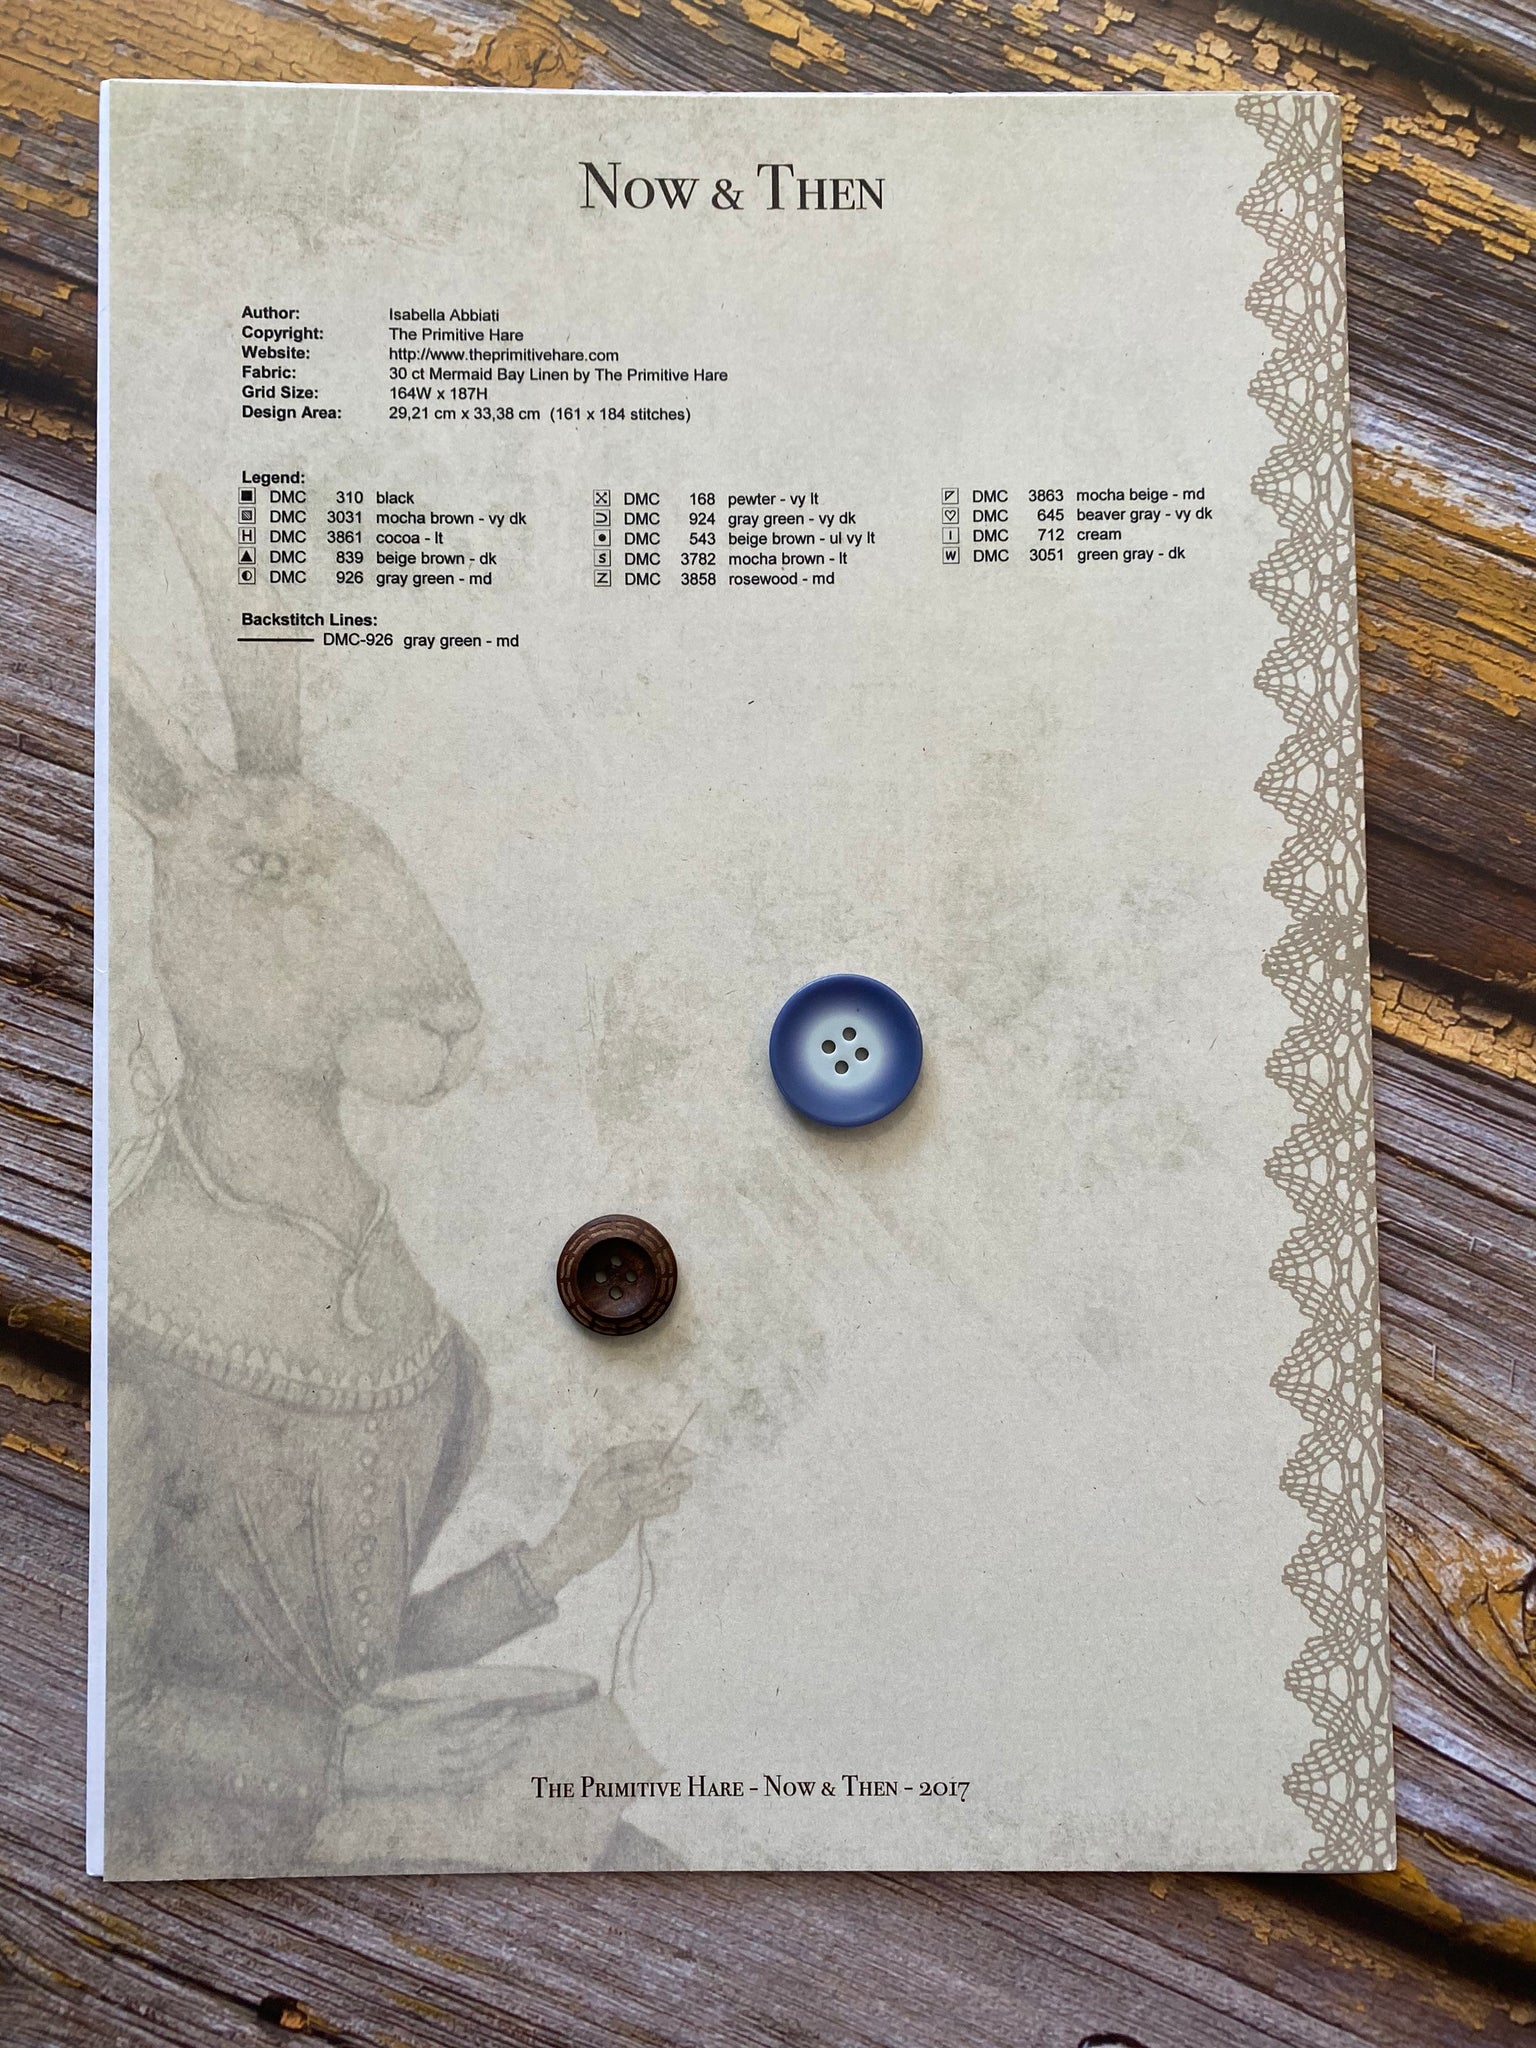 NOW & THEN
Author: Isabella Abbiati
Copyright: The Primitive Hare
Website: http://www.theprimitivehare.com
Fabric: 30 ct Mermaid Bay Linen by The Primitive Hare
Grid Size: 164W x 187H
Design Area: 29,21 cm x 33,38 cm (161 x 184 stitches)
Legend:
DMC 310 black
DMC 3031 mocha brown - vy dk
H DMC 3861 cocoa - lt
DMC 839 beige brown - dk
DMC 926 gray green - md
DMC 168 pewter - vy lt
DMC 924 gray green - vy dk
DMC 543 beige brown - ul vy lt
S DMC 3782 mocha brown - lt
Z DMC 3858 rosewood - md
DMC 3863 mocha beige - md
DMC 645 beaver gray - vy dk
I DMC 712 cream
W DMC 3051 green gray - dk
Backstitch Lines:
DMC-926 gray green - md
THE PRIMITIVE HARE - NOW & THEN - 2017